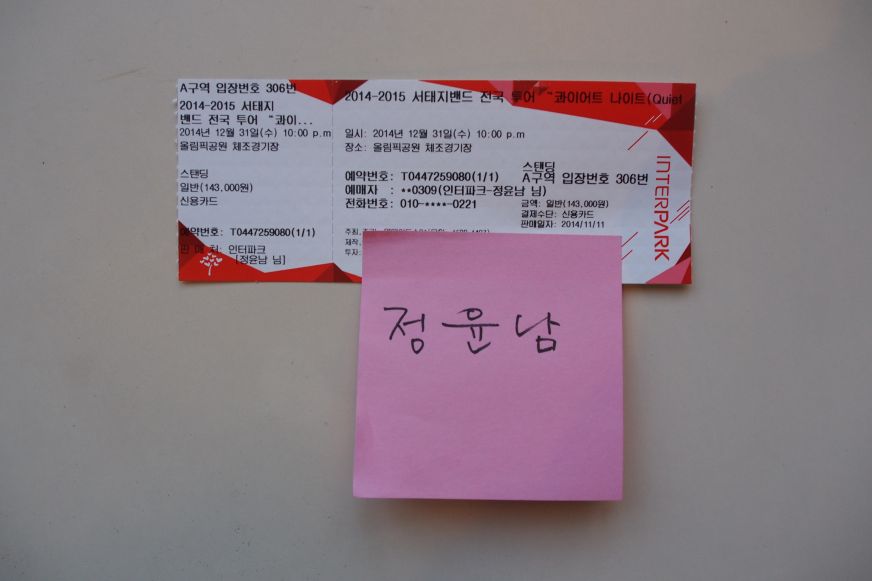 A구역 입장번호 306번
2014-2015 서태지
밴드 전국 투어 “콰이...
2014년 12월 31일(수) 10:00 p.m
올림픽공원 체조경기장
스탠딩
일반(143,000원)
신용카드
예약번호: T0447259080(1/1)
판 매 처: 인터파크
[정윤남 님]
2014-2015 서태지밴드 전국 투어 “콰이어트 나이트(Quiet
일시: 2014년 12월 31일(수) 10:00 p.m
장소: 올림픽공원 체조경기장
스탠딩
예약번호: T0447259080(1/1) A구역 입장번호 306번
예매자 : **0309(인터파크-정윤남 님)
전화번호: 010-****-0221
금액: 일반(143,000원)
결제수단: 신용카드
판매일자: 2014/11/11
INTERPARK
정윤남